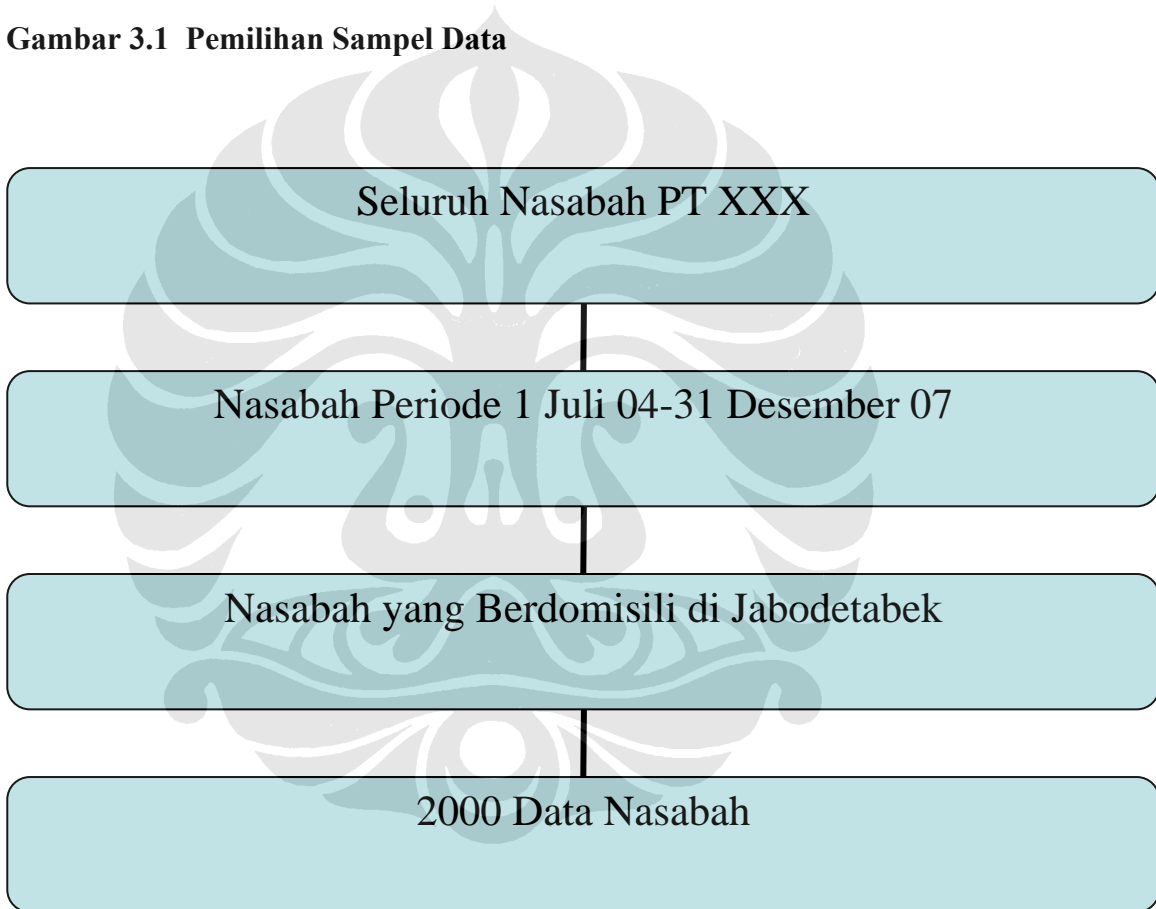 Gambar 3.1 Pemilihan Sampel Data
Seluruh Nasabah PT XXX
Nasabah Periode 1 Juli 04-31 Desember 07
Nasabah yang Berdomisili di Jabodetabek
2000 Data Nasabah